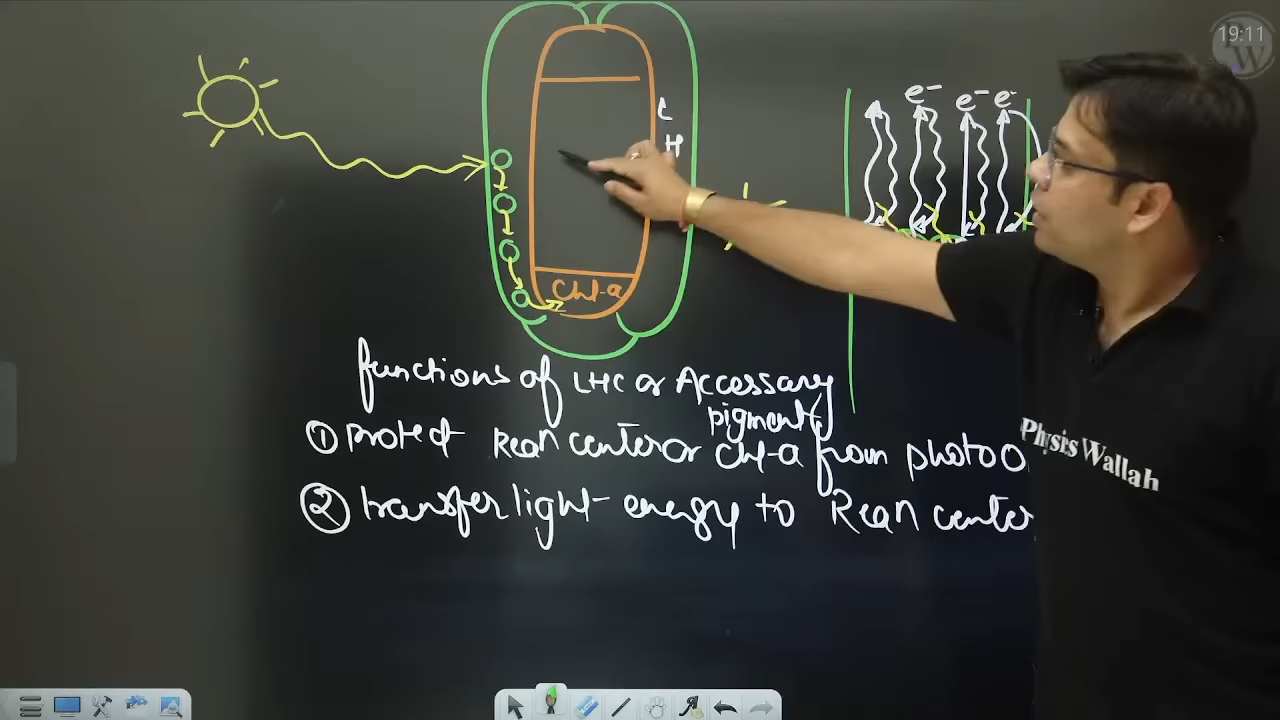 19:11
PW
e- e- e-
L
H
Chl-a
functions of LHC or Accessary
pigments
① protect Rean center or chl-a from photoo
② transfer light energy to Rean center
Physics Wallah